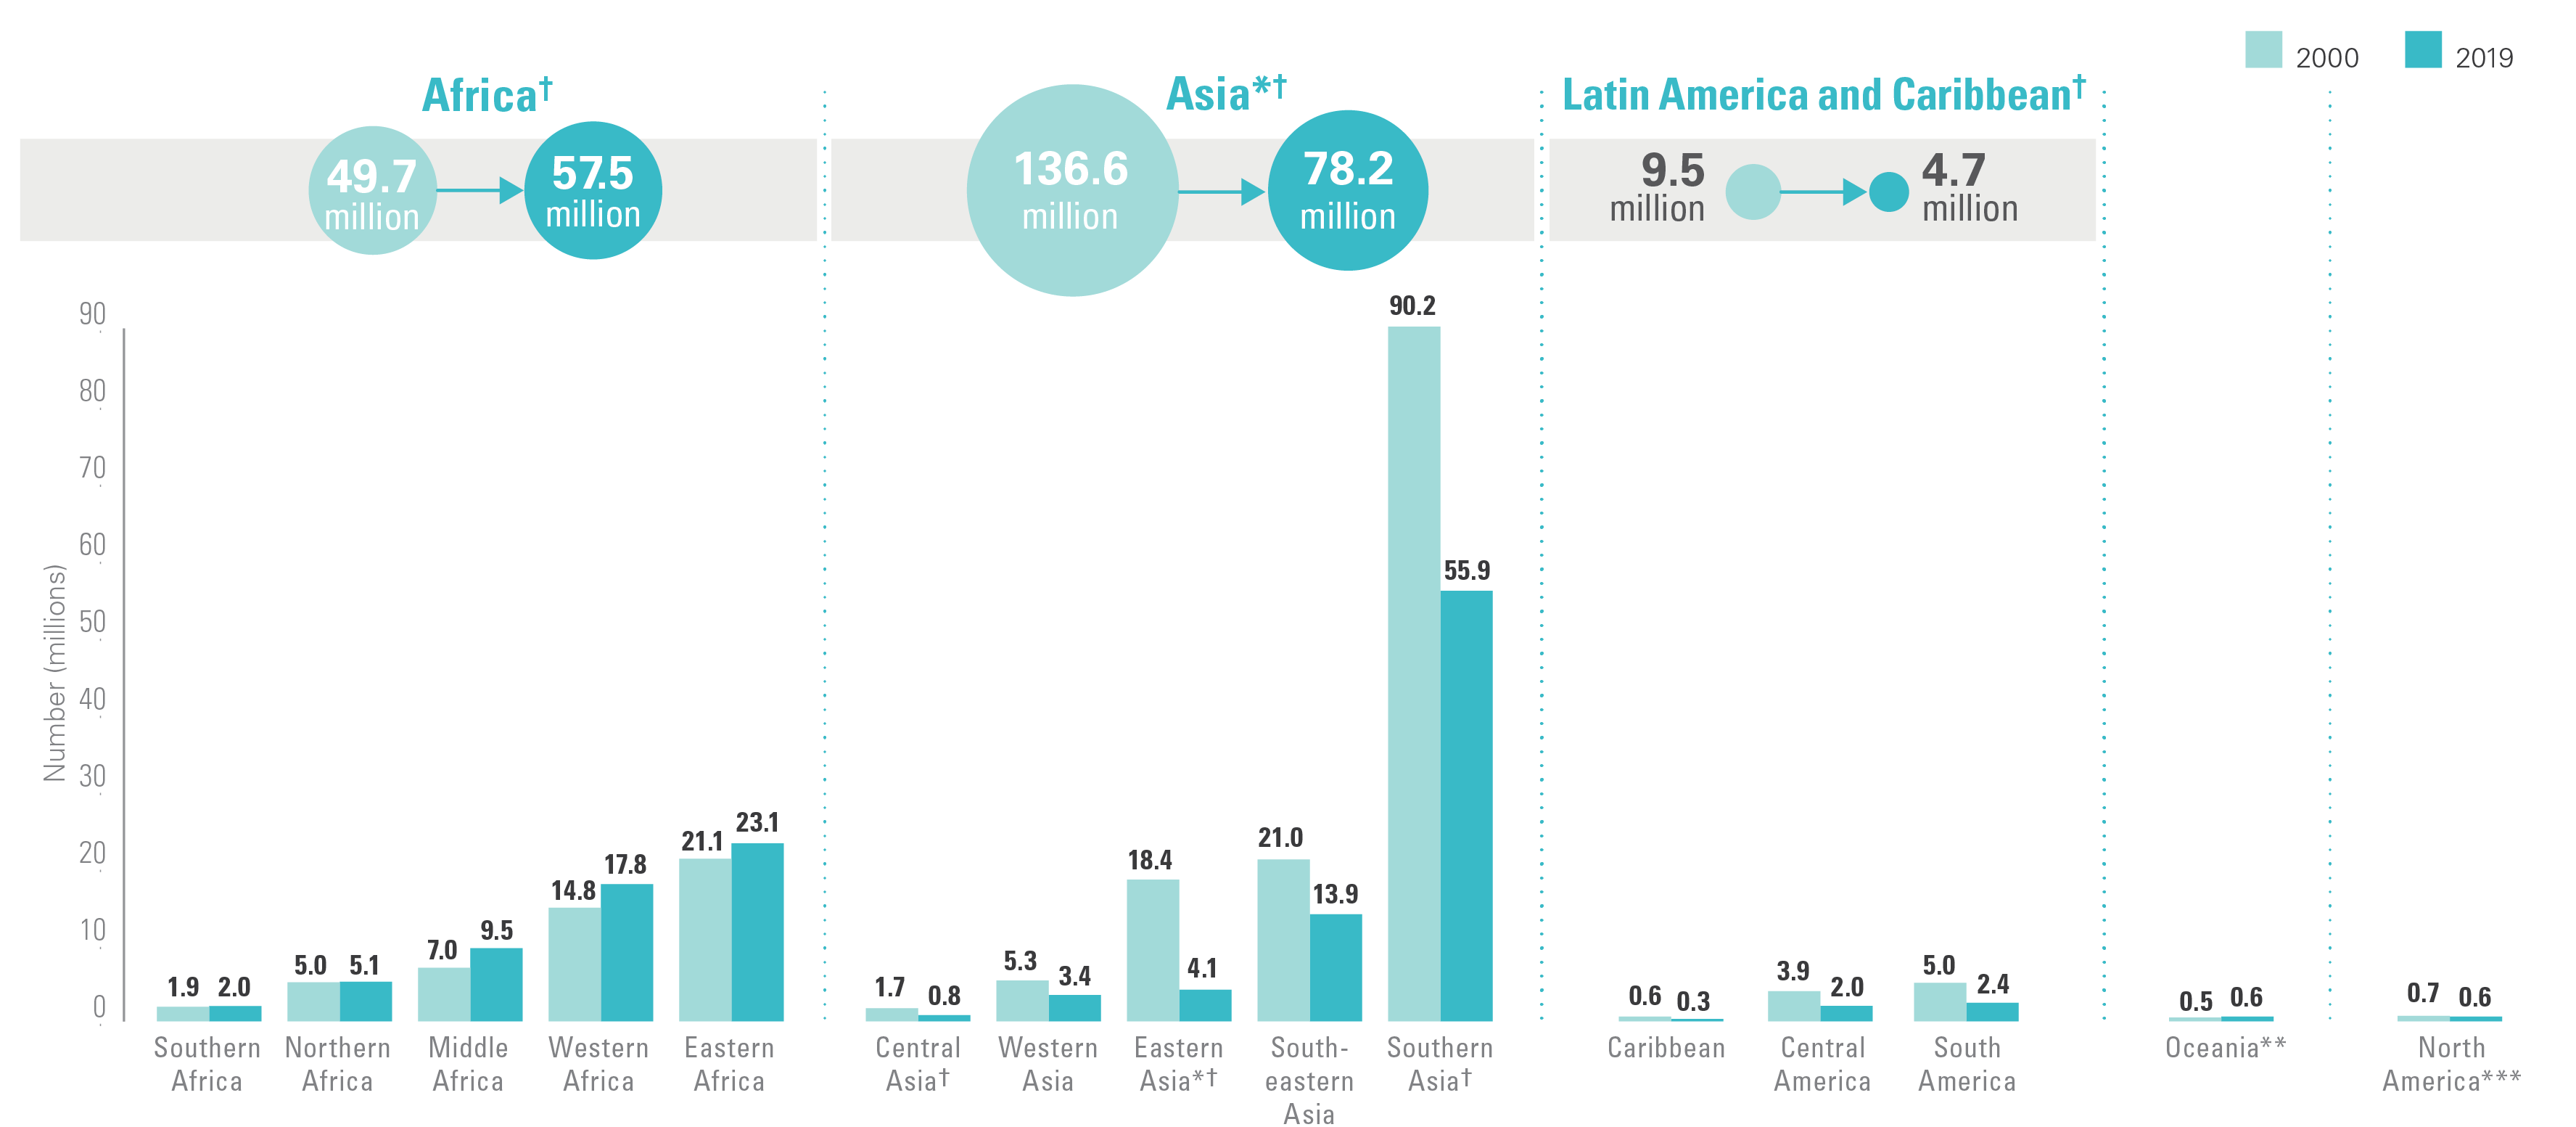 2000 2019
Africa†
49.7
million
57.5
million
Asia*†
136.6
million
78.2
million
Latin America and Caribbean†
9.5
million
4.7
million
Number (millions)
90
80
70
60
50
40
30
20
10
0
1.9 2.0
Southern
Africa
5.0 5.1
Northern
Africa
7.0 9.5
Middle
Africa
14.8 17.8
Western
Africa
21.1 23.1
Eastern
Africa
1.7 0.8
Central
Asia†
5.3 3.4
Western
Asia
18.4 4.1
Eastern
Asia*†
21.0 13.9
South-
eastern
Asia
90.2 55.9
Southern
Asia†
0.6 0.3
Caribbean
3.9 2.0
Central
America
5.0 2.4
South
America
0.5 0.6
Oceania**
0.7 0.6
North
America***